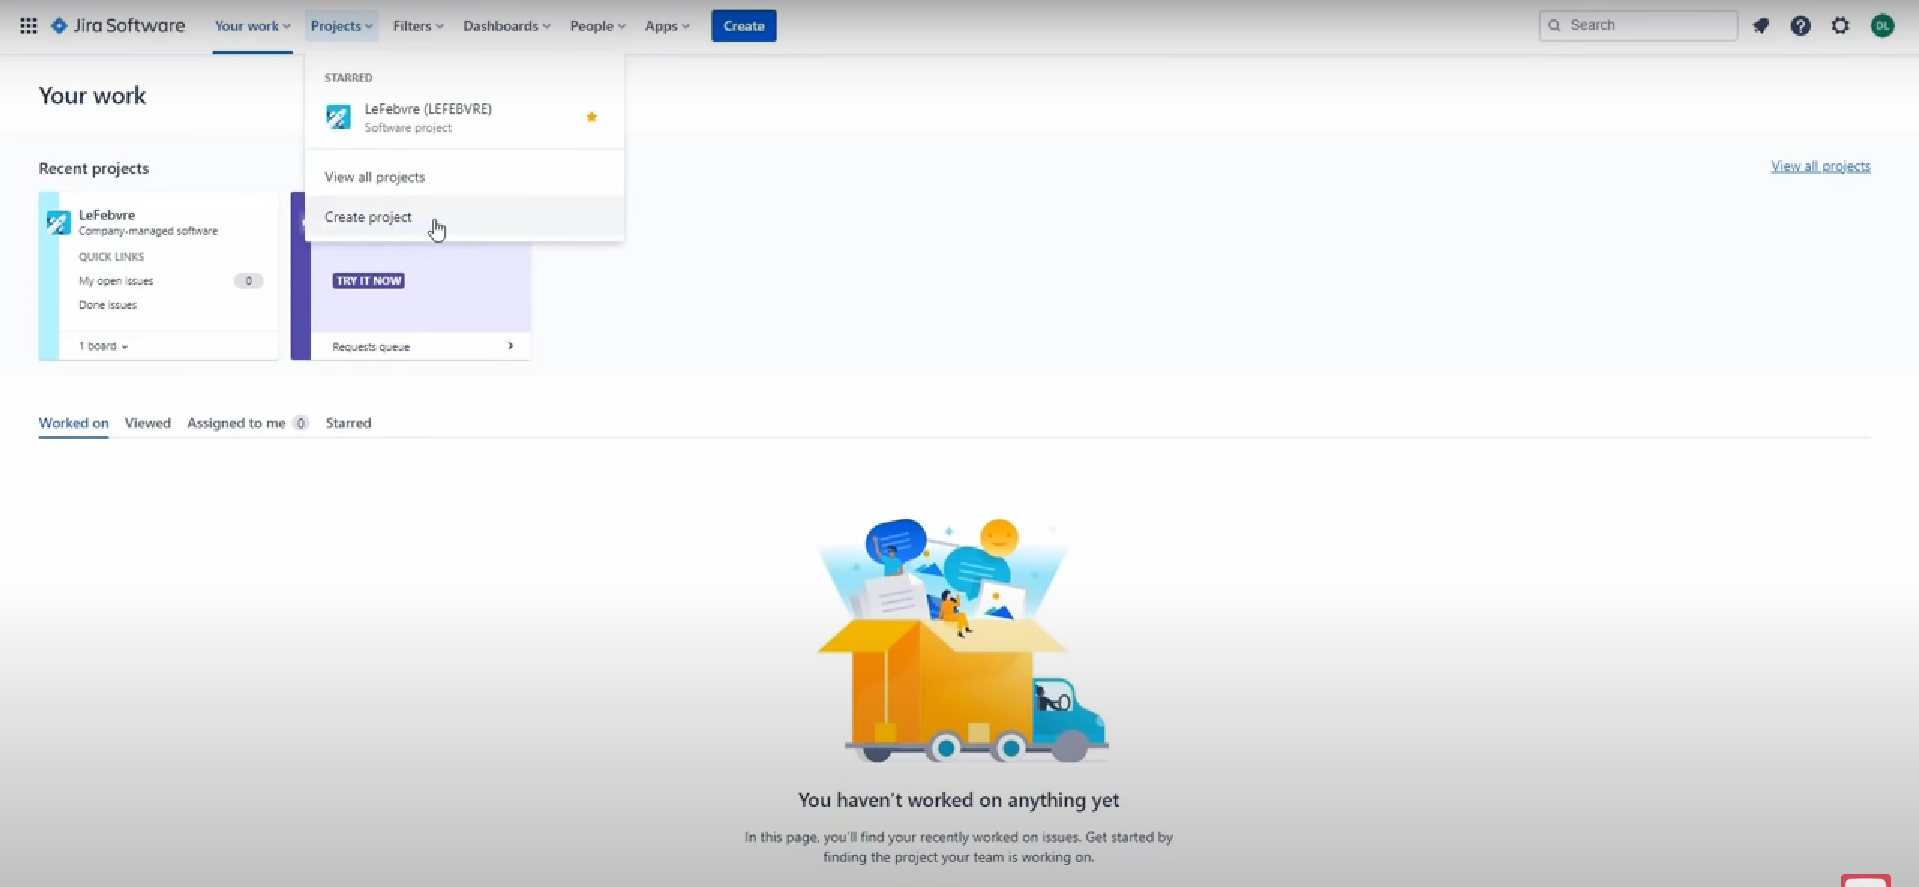 Jira Software
Your work
Projects
Filters
Dashboards
People
Apps
Create
Search
DL
Your work
STARRED
LeFebvre (LEFEBVRE)
Software project
View all projects
Create project
Recent projects
View all projects
LeFebvre
Company-managed software
QUICK LINKS
My open issues 0
Done issues
1 board
TRY IT NOW
Requests queue
Worked on Viewed Assigned to me 0 Starred
You haven't worked on anything yet
In this page, you'll find your recently worked on issues. Get started by
finding the project your team is working on.